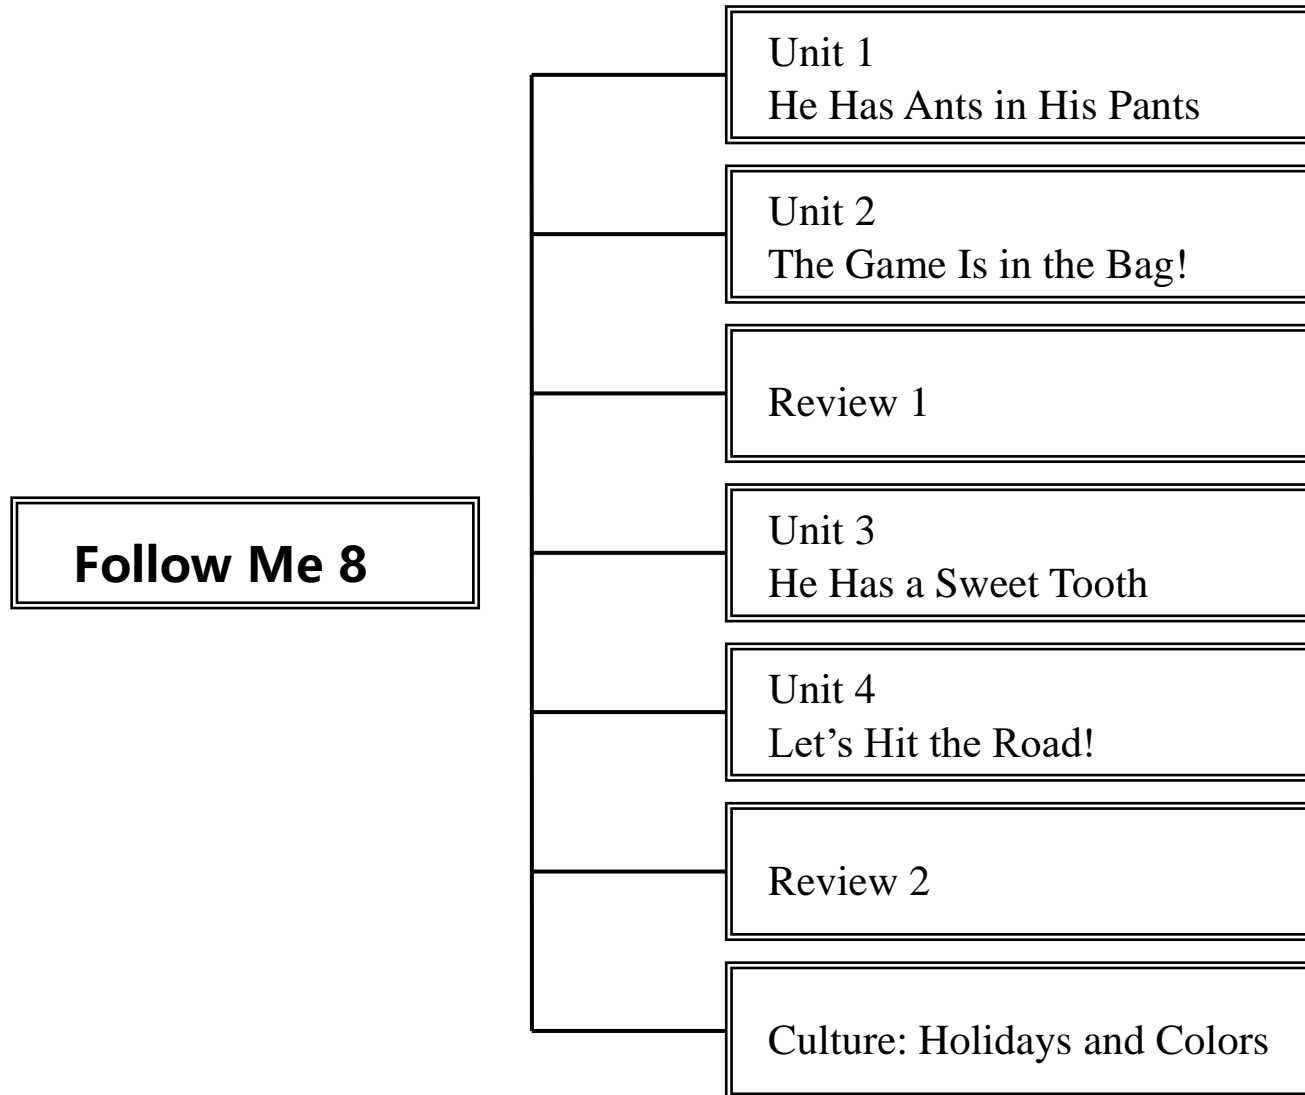 Unit 1
He Has Ants in His Pants
Unit 2
The Game Is in the Bag!
Review 1
Follow Me 8
Unit 3
He Has a Sweet Tooth
Unit 4
Let’s Hit the Road!
Review 2
Culture: Holidays and Colors